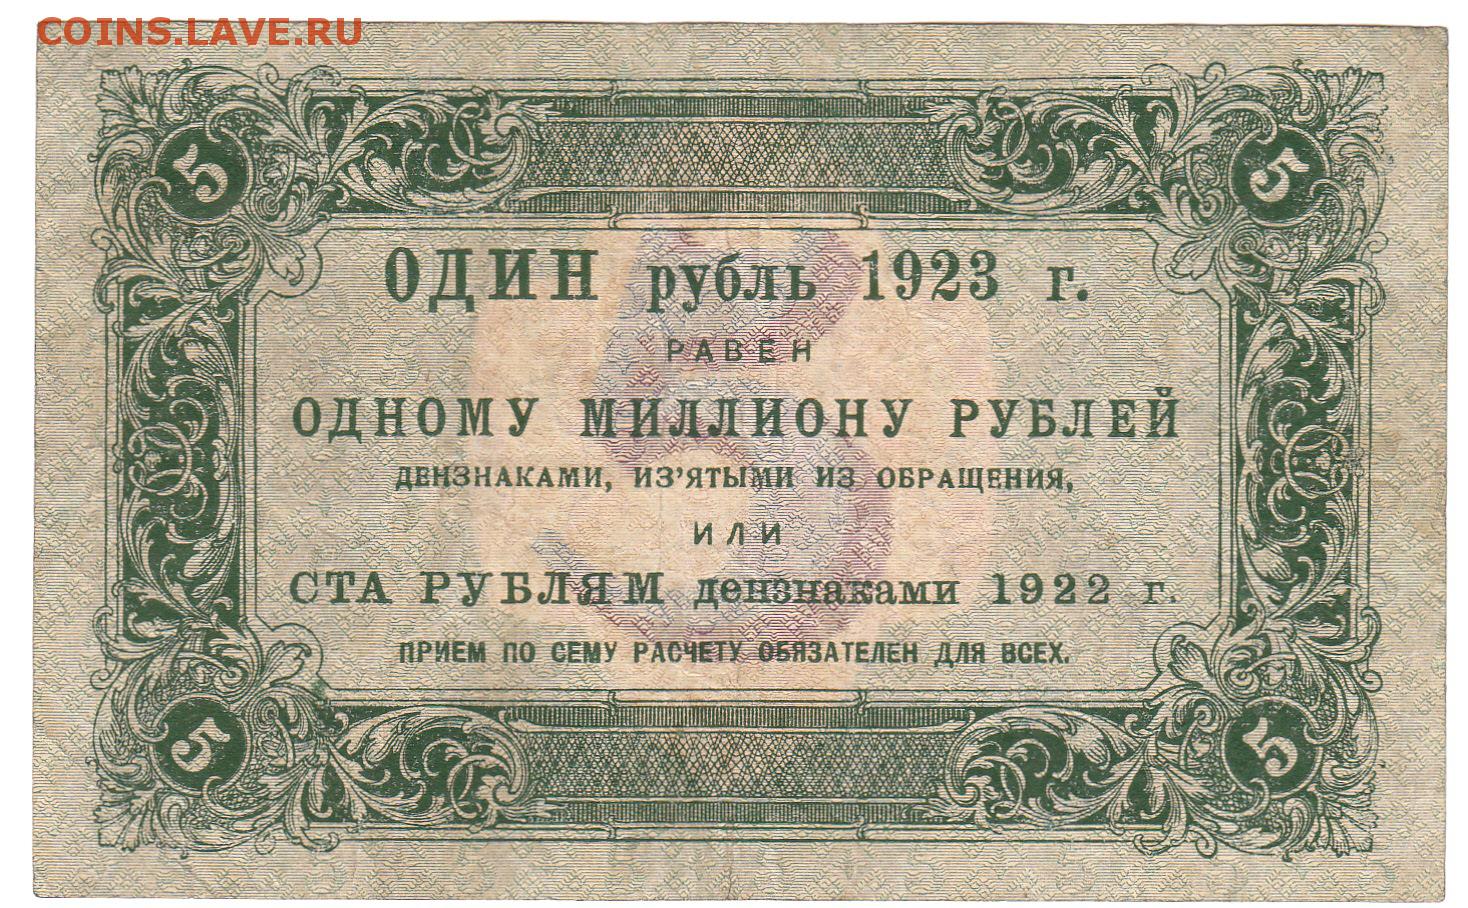 COINS.LAVE.RU
5 5
ОДИН рубль 1923 г.
РАВЕН
ОДНОМУ МИЛЛИОНУ РУБЛЕЙ
ДЕНЗНАКАМИ, ИЗ'ЯТЫМИ ИЗ ОБРАЩЕНИЯ,
ИЛИ
СТА РУБЛЯМ дензнаками 1922 г.
ПРИЕМ ПО СЕМУ РАСЧЕТУ ОБЯЗАТЕЛЕН ДЛЯ ВСЕХ.
5 5
5